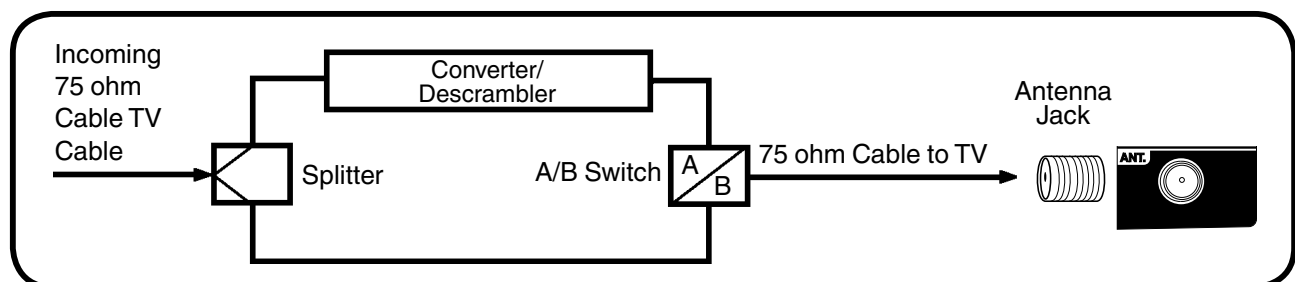 Incoming
75 ohm
Cable TV
Cable
Splitter
Converter/
Descrambler
A/B Switch
A
B
75 ohm Cable to TV
Antenna
Jack
ANT.